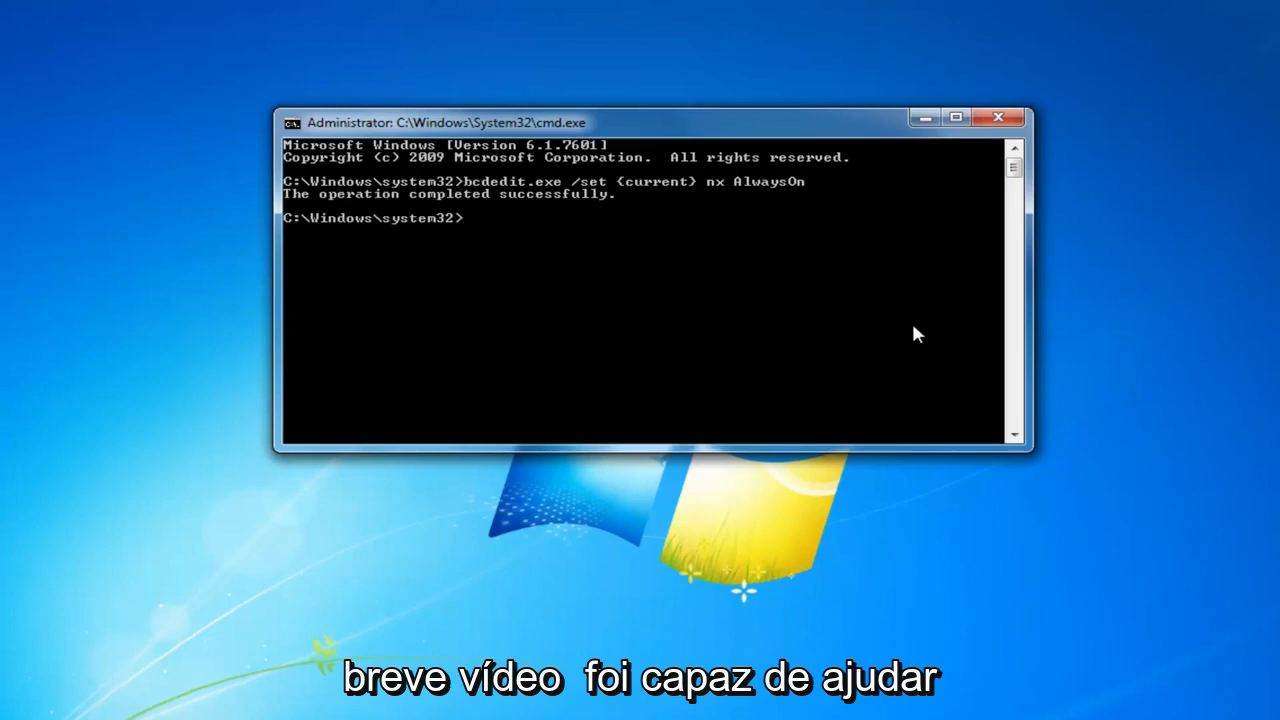 Administrator: C:\Windows\System32\cmd.exe
Microsoft Windows [Version 6.1.7601]
Copyright (c) 2009 Microsoft Corporation.  All rights reserved.
C:\Windows\system32>bcdedit.exe /set {current} nx AlwaysOn
The operation completed successfully.
C:\Windows\system32>
breve vídeo  foi capaz de ajudar